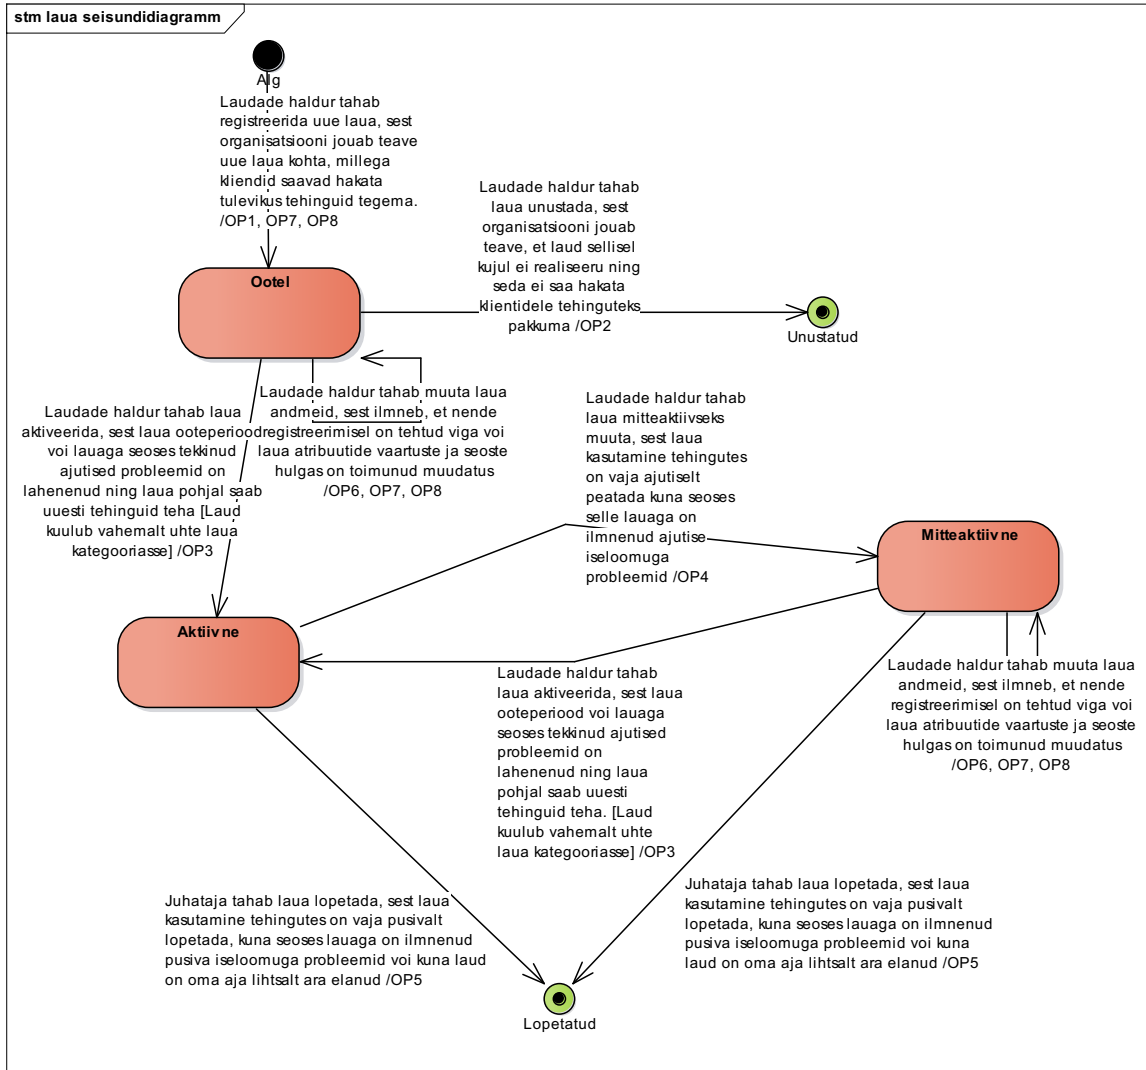 stm laua seisundidiagramm
Alg
Laudade haldur tahab
registreerida uue laua, sest
organisatsiooni jouab teave
uue laua kohta, millega
kliendid saavad hakata
tulevikus tehinguid tegema.
/OP1, OP7, OP8
Laudade haldur tahab
laua unustada, sest
organisatsiooni jouab
teave, et laud sellisel
kujul ei realiseeru ning
seda ei saa hakata
klientidele tehinguteks
pakkuma /OP2
Ootel
Unustatud
Laudade haldur tahab muuta laua
andmeid, sest ilmneb, et nende
registreerimisel on tehtud viga voi
laua atribuutide vaartuste ja seoste
hulgas on toimunud muudatus
/OP6, OP7, OP8
Laudade haldur tahab laua
aktiveerida, sest laua ooteperiood
voi lauaga seoses tekkinud
ajutised probleemid on
lahenenud ning laua pohjal saab
uuesti tehinguid teha [Laud
kuulub vahemalt uhte laua
kategooriasse] /OP3
Laudade haldur tahab
laua mitteaktiivseks
muuta, sest laua
kasutamine tehingutes
on vaja ajutiselt
peatada kuna seoses
selle lauaga on
ilmnenud ajutise
iseloomuga
probleemid /OP4
Mitteaktiivne
Aktiivne
Laudade haldur tahab
laua aktiveerida, sest laua
ooteperiood voi lauaga
seoses tekkinud ajutised
probleemid on
lahenenud ning laua
pohjal saab uuesti
tehinguid teha. [Laud
kuulub vahemalt uhte
laua kategooriasse] /OP3
Laudade haldur tahab muuta laua
andmeid, sest ilmneb, et nende
registreerimisel on tehtud viga voi
laua atribuutide vaartuste ja seoste
hulgas on toimunud muudatus
/OP6, OP7, OP8
Juhataja tahab laua lopetada, sest laua
kasutamine tehingutes on vaja pusivalt
lopetada, kuna seoses lauaga on ilmnenud
pusiva iseloomuga probleemid voi kuna laud
on oma aja lihtsalt ara elanud /OP5
Juhataja tahab laua lopetada, sest laua
kasutamine tehingutes on vaja pusivalt
lopetada, kuna seoses lauaga on ilmnenud
pusiva iseloomuga probleemid voi kuna
laud on oma aja lihtsalt ara elanud /OP5
Lopetatud